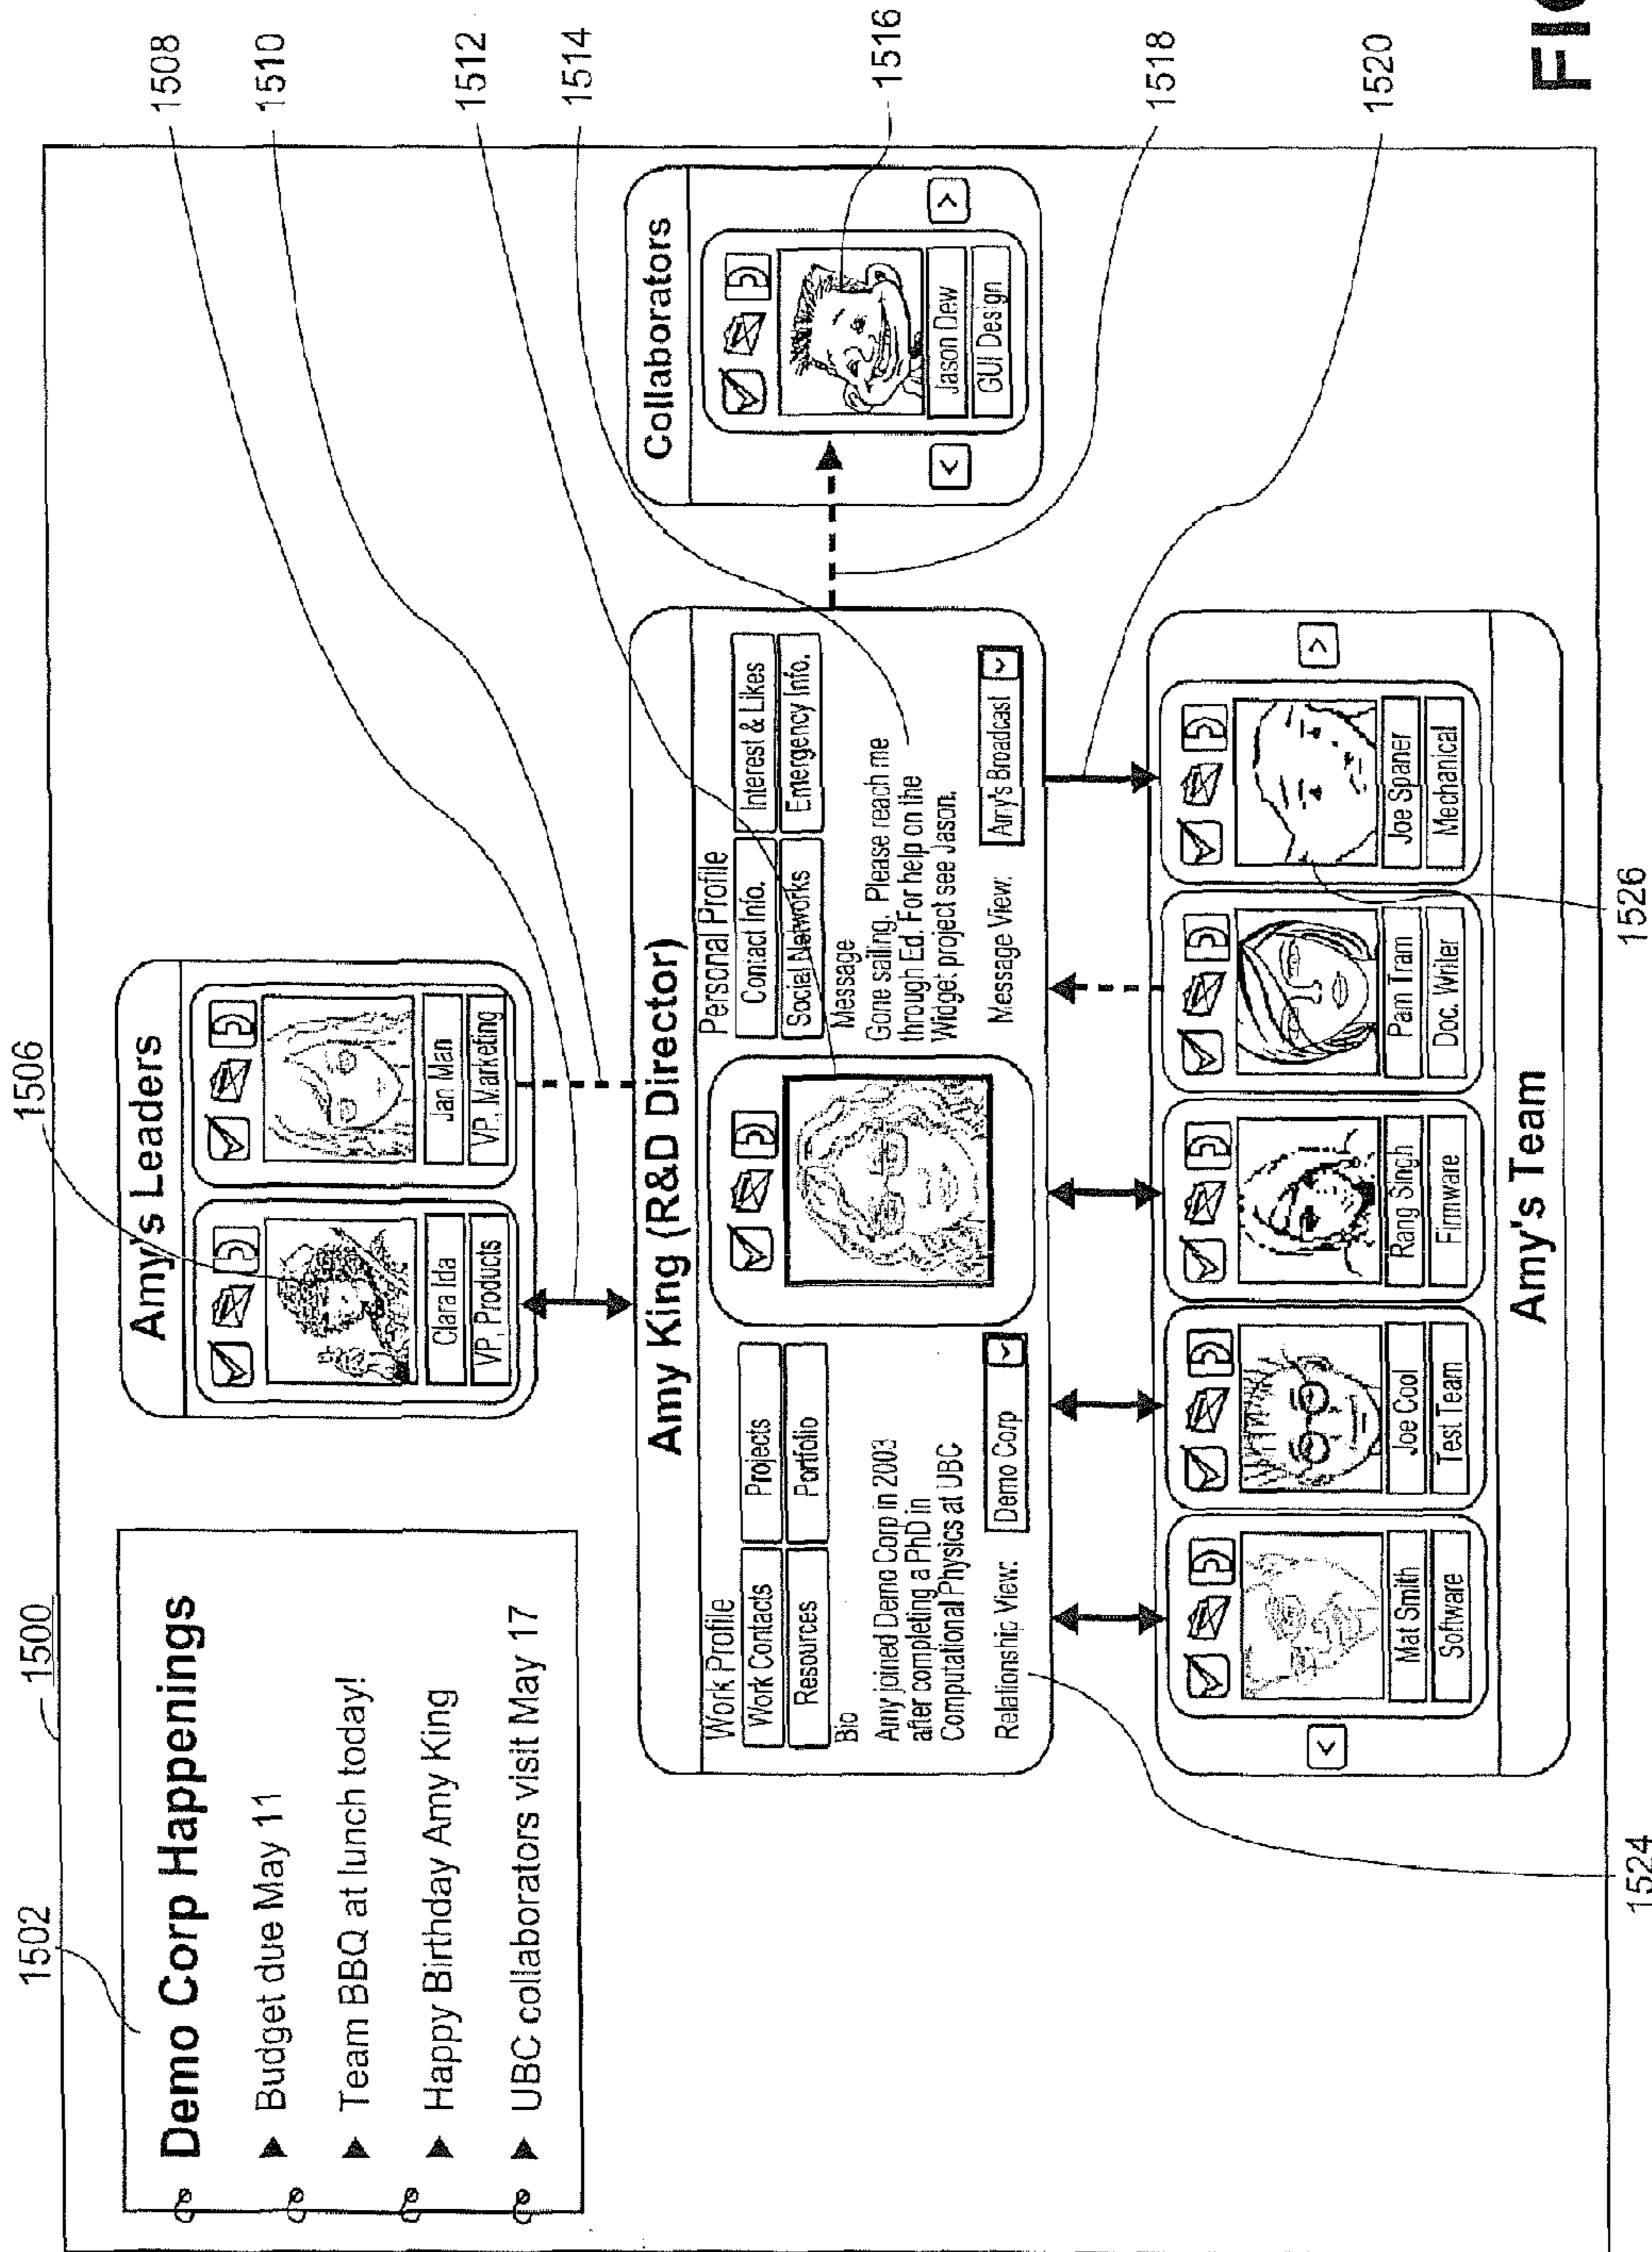 1502
1500
1506
Demo Corp Happenings
Budget due May 11
Team BBQ at lunch today!
Happy Birthday Amy King
UBC collaborators visit May 17
Amy's Leaders
Clara Ida
VP, Products
Jan Man
VP, Marketing
1508
1510
1512
1514
Amy King (R&D Director)
Work Profile
Work Contacts
Projects
Resources
Portfolio
Bio
Amy joined Demo Corp in 2003
after completing a PhD in
Computational Physics at UBC
Relationship View:
Demo Corp
Personal Profile
Contact Info.
Interest & Likes
Social Networks
Emergency Info.
Message
Gone sailing. Please reach me
through Ed. For help on the
Widget project see Jason.
Message View:
Amy's Broadcast
Collaborators
Jason Dew
GUI Design
<
>
1516
1518
1520
<
Mat Smith
Software
Joe Cool
Test Team
Rang Singh
Firmware
Pam Tram
Doc. Writer
Joe Spaner
Mechanical
>
Amy's Team
1524
1526